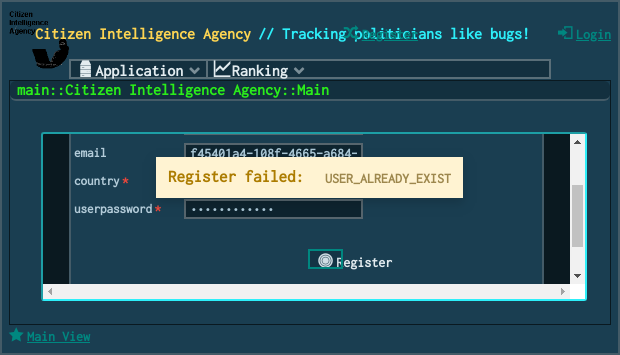 Citizen
Intelligence
Agency
Citizen Intelligence Agency // Tracking politicians like bugs!
Register
Login
Application
Ranking
main::Citizen Intelligence Agency::Main
email
f45401a4-108f-4665-a684-
country*
Register failed: USER_ALREADY_EXIST
userpassword*
Register
Main View